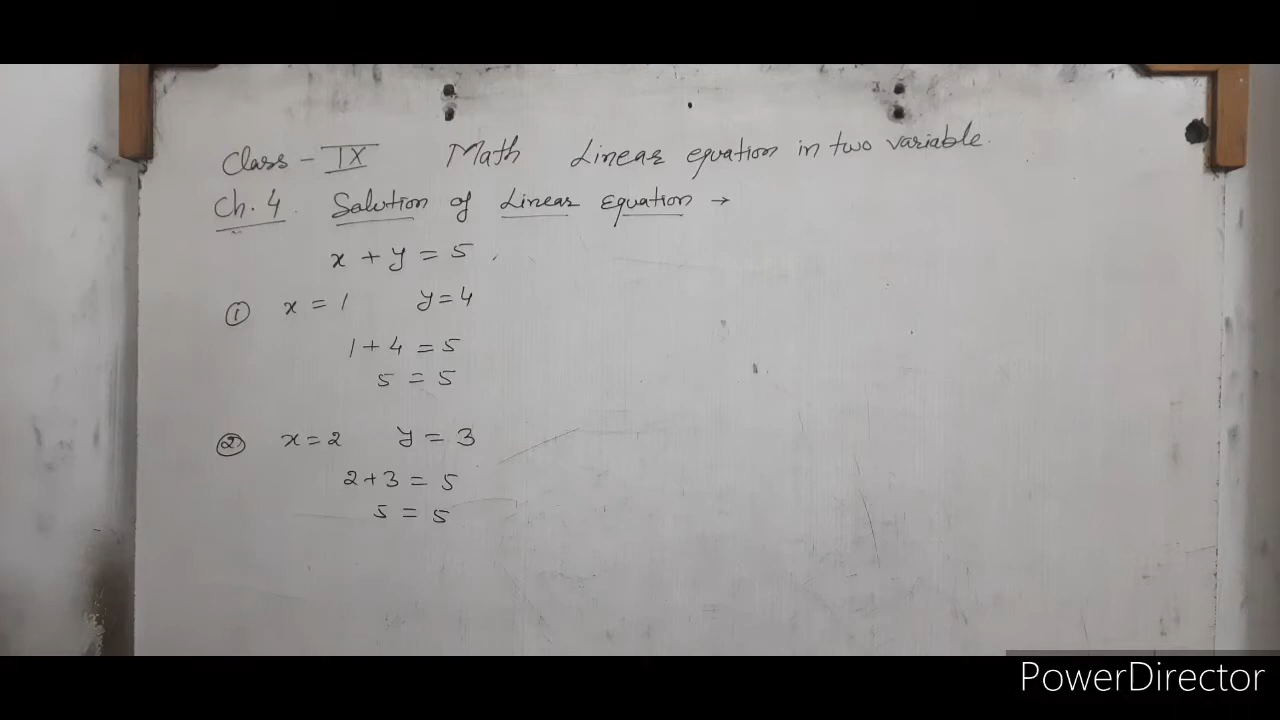 Class - IX Math Linear equation in two variable.
Ch. 4. Solution of Linear Equation →
x + y = 5
① x = 1 y = 4
1 + 4 = 5
5 = 5
② x = 2 y = 3
2 + 3 = 5
5 = 5
PowerDirector